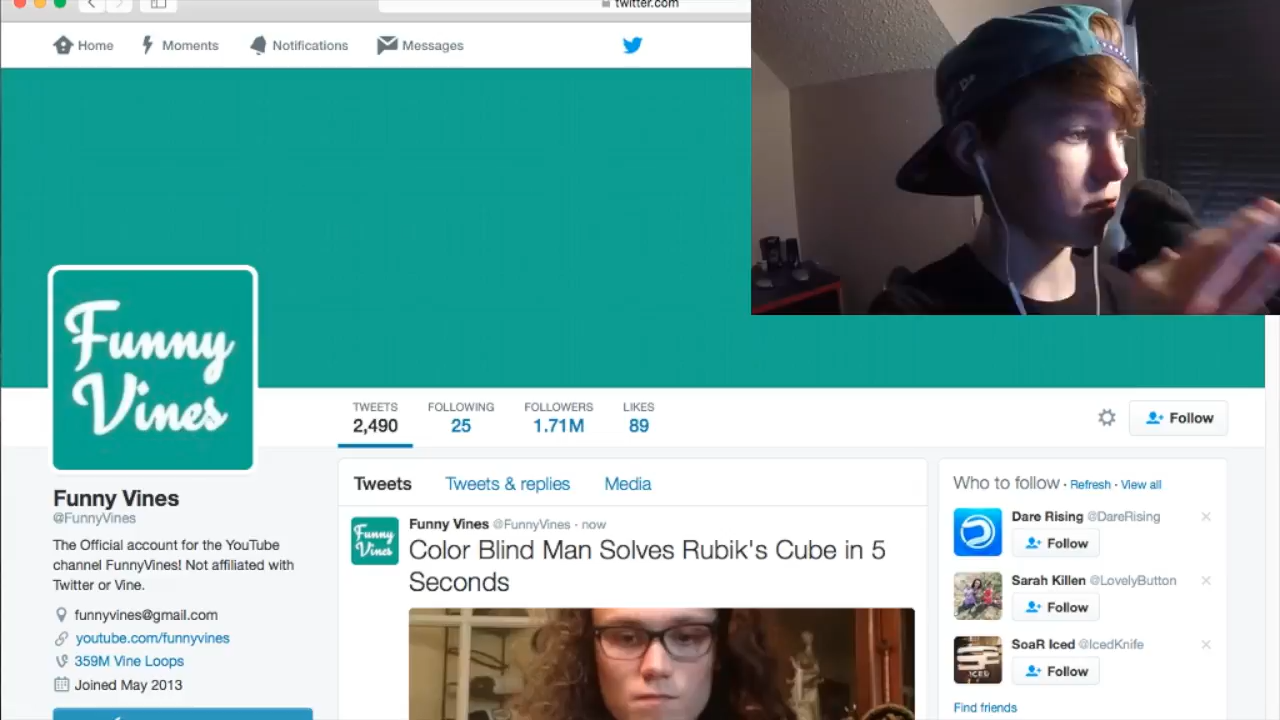 twitter.com
Home Moments Notifications Messages
Funny
Vines
TWEETS FOLLOWING FOLLOWERS LIKES
2,490 25 1.71M 89
Follow
Funny Vines
@FunnyVines
The Official account for the YouTube
channel FunnyVines! Not affiliated with
Twitter or Vine.
funnyvines@gmail.com
youtube.com/funnyvines
359M Vine Loops
Joined May 2013
Tweets Tweets & replies Media
Funny
Vines
Funny Vines @FunnyVines · now
Color Blind Man Solves Rubik's Cube in 5
Seconds
Who to follow · Refresh · View all
Dare Rising @DareRising
Follow
Sarah Killen @LovelyButton
Follow
SoaR Iced @IcedKnife
Follow
ICED
Find friends